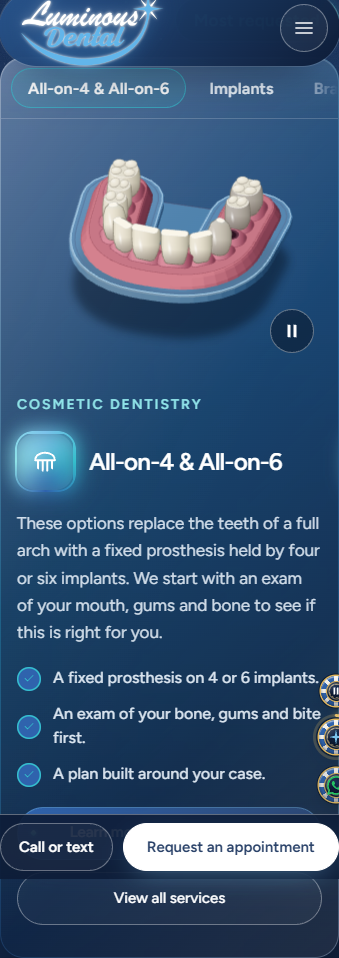 Luminous
Dental
All-on-4 & All-on-6
Implants
COSMETIC DENTISTRY
All-on-4 & All-on-6
These options replace the teeth of a full
arch with a fixed prosthesis held by four
or six implants. We start with an exam
of your mouth, gums and bone to see if
this is right for you.
A fixed prosthesis on 4 or 6 implants.
An exam of your bone, gums and bite
first.
A plan built around your case.
Call or text
Request an appointment
View all services